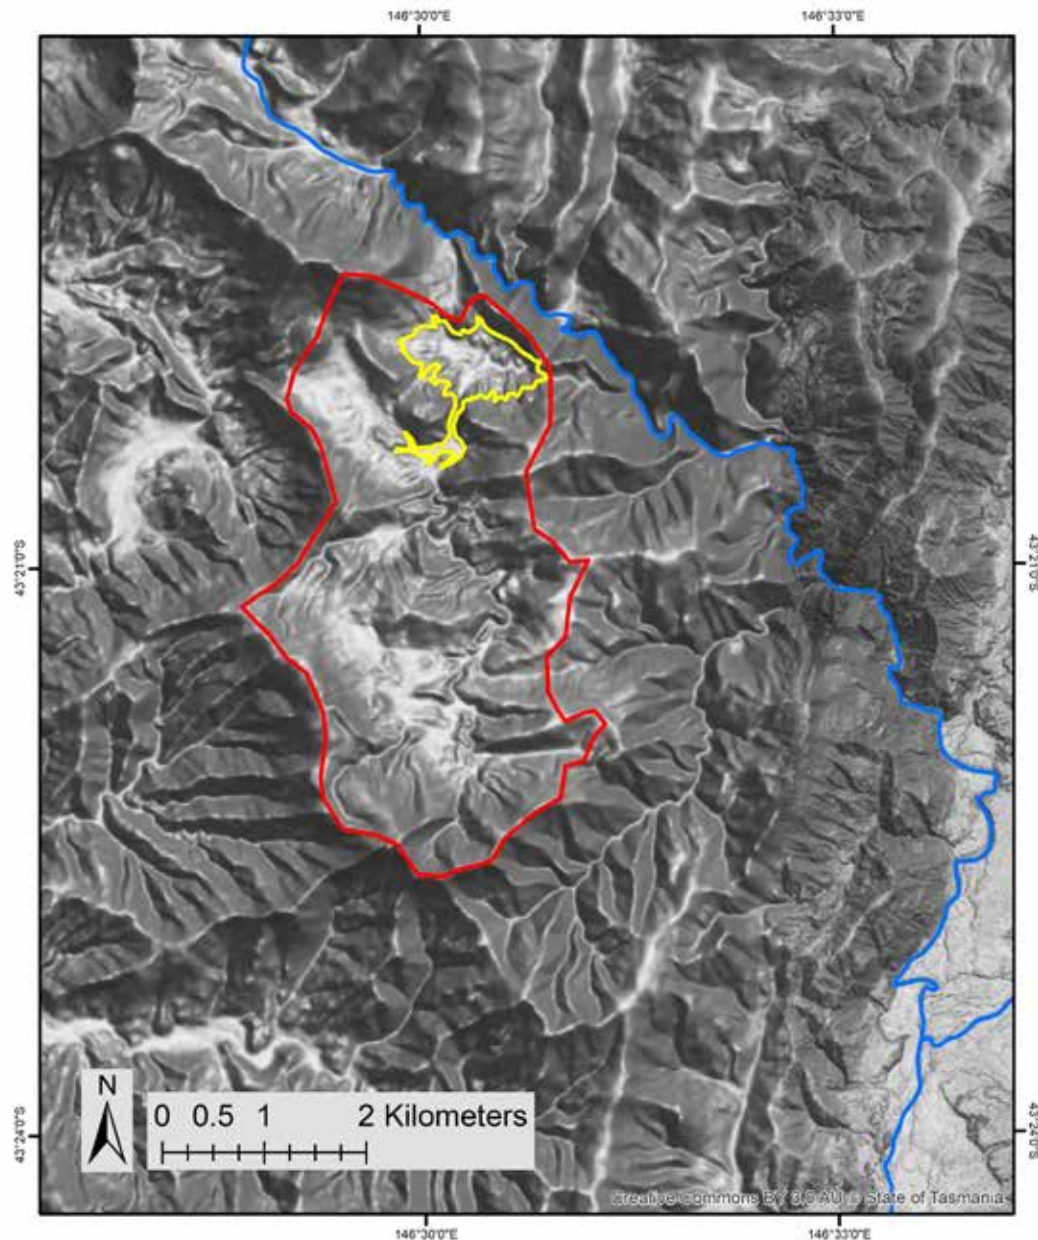 146°30'0"E 146°33'0"E
43°21'0"S 43°21'0"S
N
0 0.5 1 2 Kilometers
43°24'0"S 43°24'0"S
Creative commons BY 3.0 AU © State of Tasmania
146°30'0"E 146°33'0"E